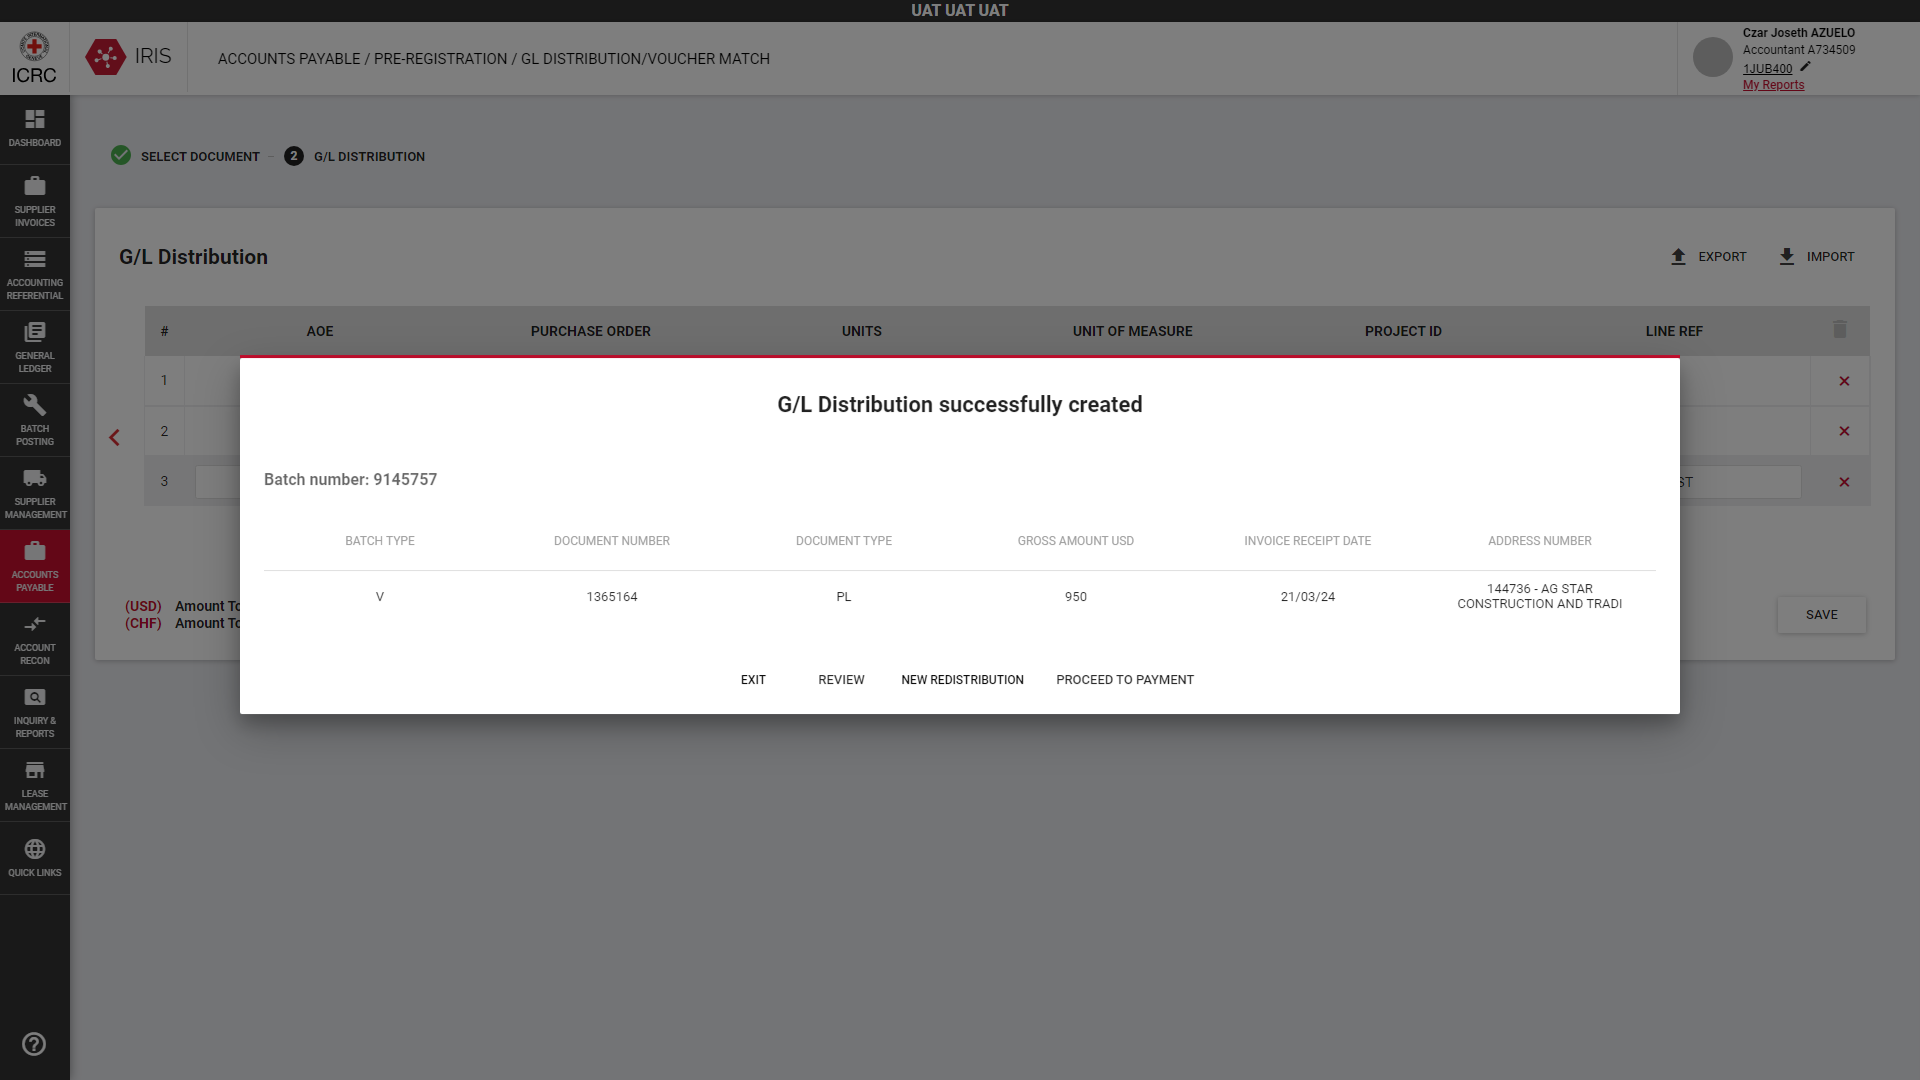 UAT UAT UAT
ICRC
IRIS
ACCOUNTS PAYABLE / PRE-REGISTRATION / GL DISTRIBUTION/VOUCHER MATCH
Czar Joseth AZUELO
Accountant A734509
1JUB400
My Reports
DASHBOARD
SUPPLIER
INVOICES
ACCOUNTING
REFERENTIAL
GENERAL
LEDGER
BATCH
POSTING
SUPPLIER
MANAGEMENT
ACCOUNTS
PAYABLE
ACCOUNT
RECON
INQUIRY &
REPORTS
LEASE
MANAGEMENT
QUICK LINKS
SELECT DOCUMENT
2 G/L DISTRIBUTION
G/L Distribution
EXPORT IMPORT
# AOE PURCHASE ORDER UNITS UNIT OF MEASURE PROJECT ID LINE REF
1
2
3 ST
(USD) Amount To
(CHF) Amount To
SAVE
G/L Distribution successfully created
Batch number: 9145757
BATCH TYPE DOCUMENT NUMBER DOCUMENT TYPE GROSS AMOUNT USD INVOICE RECEIPT DATE ADDRESS NUMBER
V 1365164 PL 950 21/03/24 144736 - AG STAR
CONSTRUCTION AND TRADI
EXIT REVIEW NEW REDISTRIBUTION PROCEED TO PAYMENT